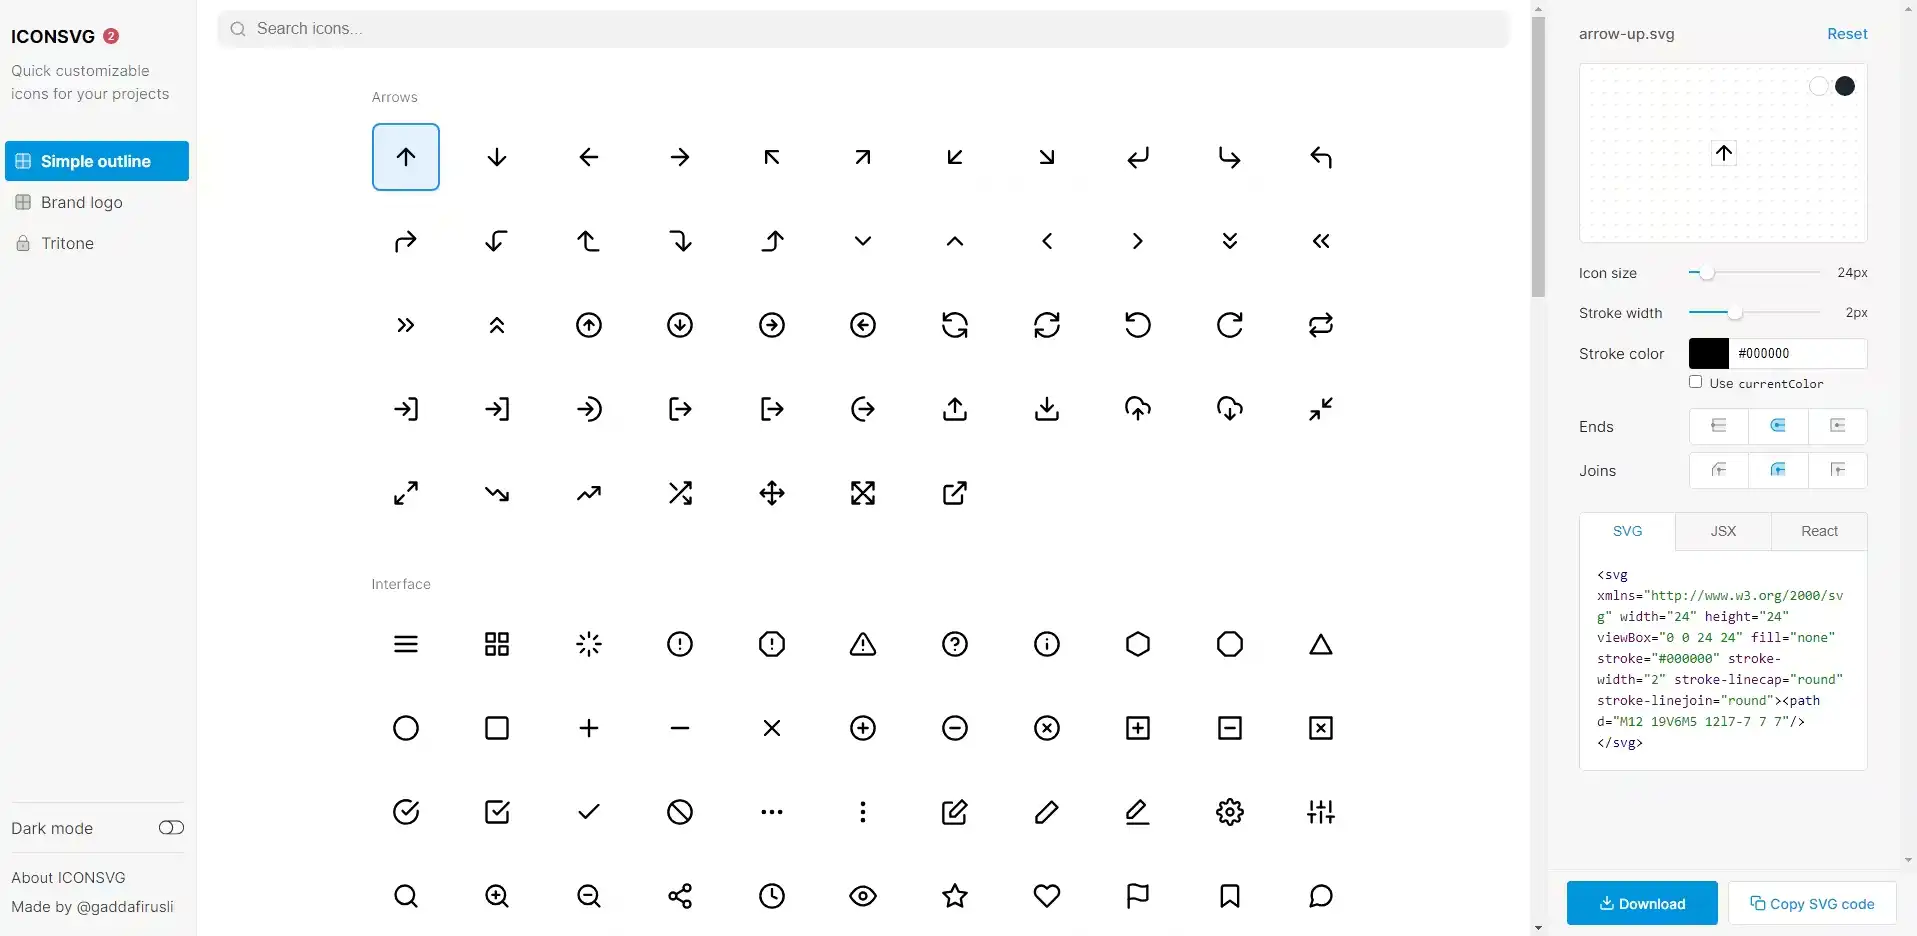 ICONSVG 2
Quick customizable
icons for your projects
Simple outline
Brand logo
Tritone
Dark mode
About ICONSVG
Made by @gaddafirusli
Search icons...
Arrows
Interface
arrow-up.svg
Reset
Icon size
24px
Stroke width
2px
Stroke color
#000000
Use currentColor
Ends
Joins
SVG
JSX
React
<svg
xmlns="http://www.w3.org/2000/sv
g" width="24" height="24"
viewBox="0 0 24 24" fill="none"
stroke="#000000" stroke-
width="2" stroke-linecap="round"
stroke-linejoin="round"><path
d="M12 19V6M5 12l7-7 7 7"/>
</svg>
Download
Copy SVG code